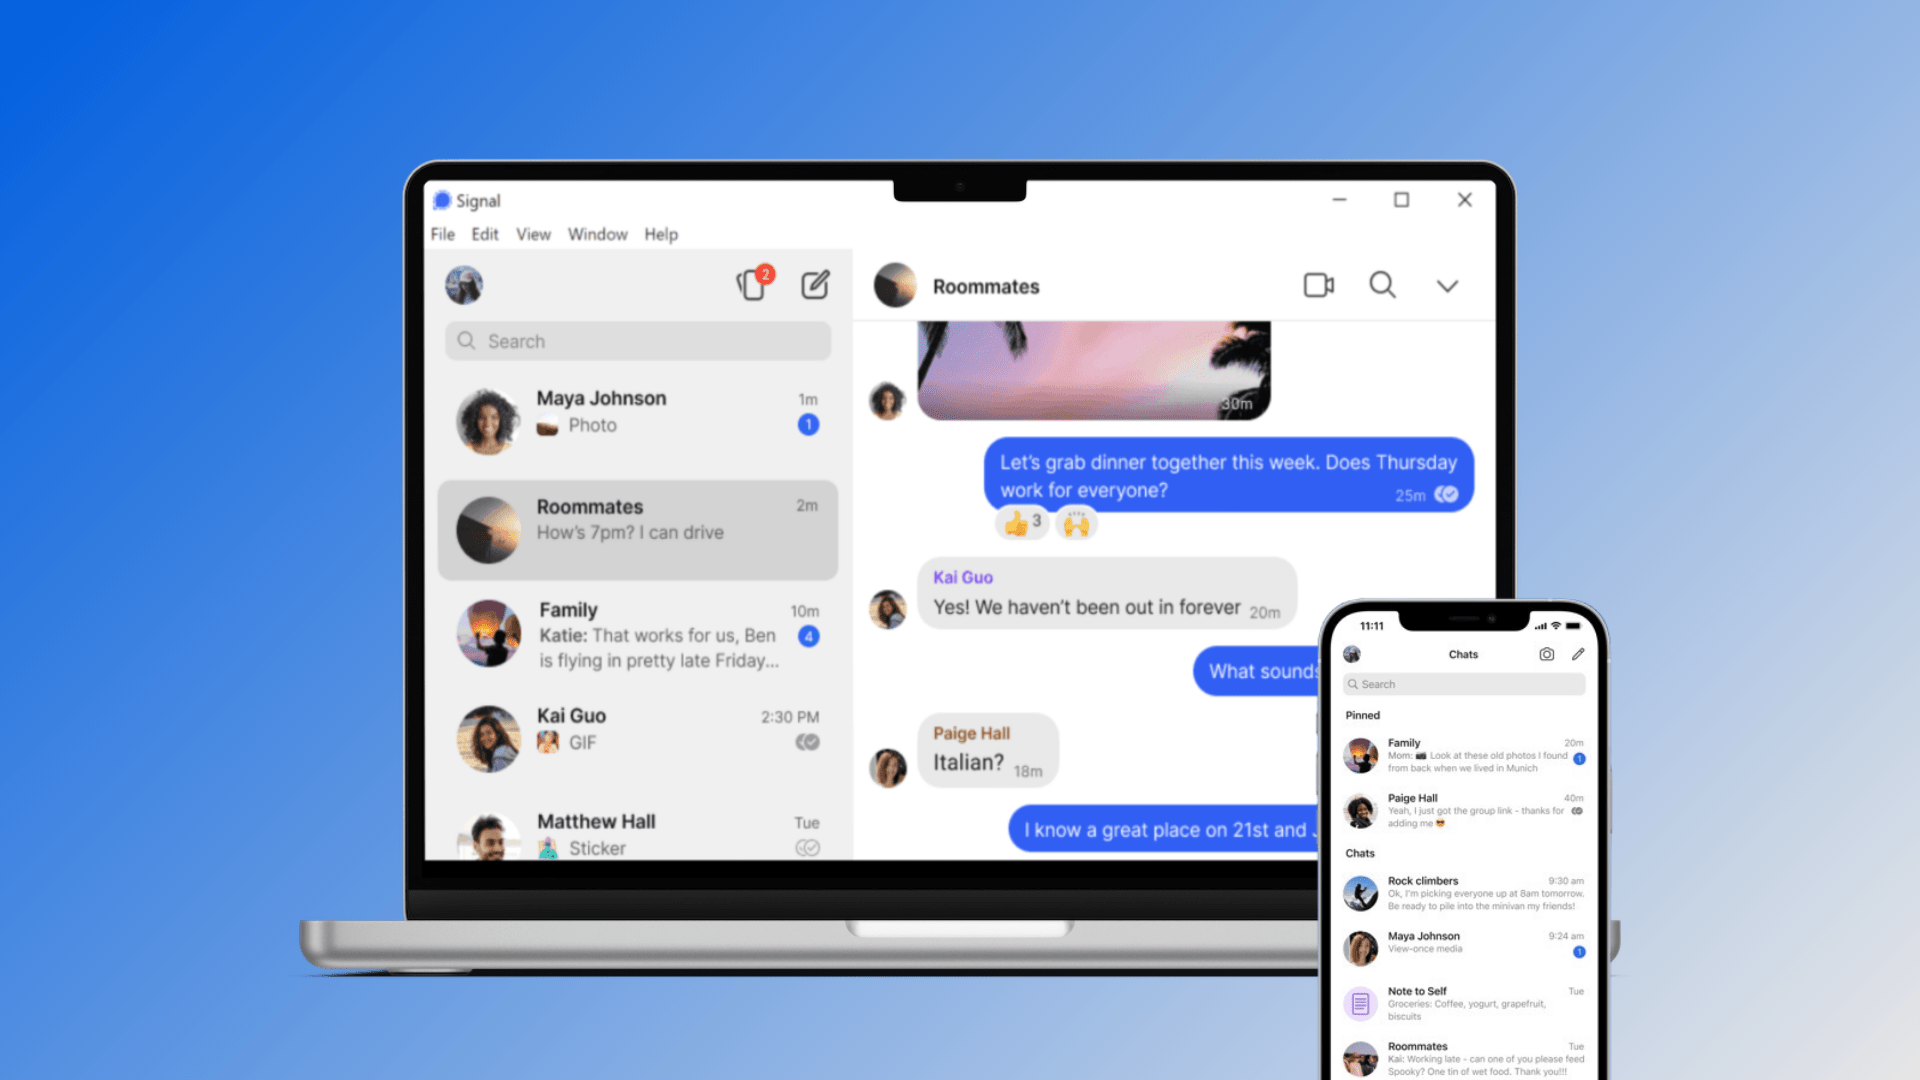 Signal
File Edit View Window Help
2
Search
Maya Johnson 1m
Photo 1
Roommates 2m
How's 7pm? I can drive
Family 10m
Katie: That works for us, Ben 4
is flying in pretty late Friday...
Kai Guo 2:30 PM
GIF
Matthew Hall Tue
Sticker
Roommates
30m
Let's grab dinner together this week. Does Thursday
work for everyone? 25m
👍 3 🙌
Kai Guo
Yes! We haven't been out in forever 20m
What sounds
Paige Hall
Italian? 18m
I know a great place on 21st and
11:11
Chats
Search
Pinned
Family 20m
Mom: 📷 Look at these old photos I found 1
from back when we lived in Munich
Paige Hall 40m
Yeah, I just got the group link - thanks for
adding me 😎
Chats
Rock climbers 9:30 am
Ok, I'm picking everyone up at 8am tomorrow.
Be ready to pile into the minivan my friends!
Maya Johnson 9:24 am
View-once media 1
Note to Self Tue
Groceries: Coffee, yogurt, grapefruit,
biscuits
Roommates Tue
Kai: Working late - can one of you please feed
Spooky? One tin of wet food. Thank you!!!